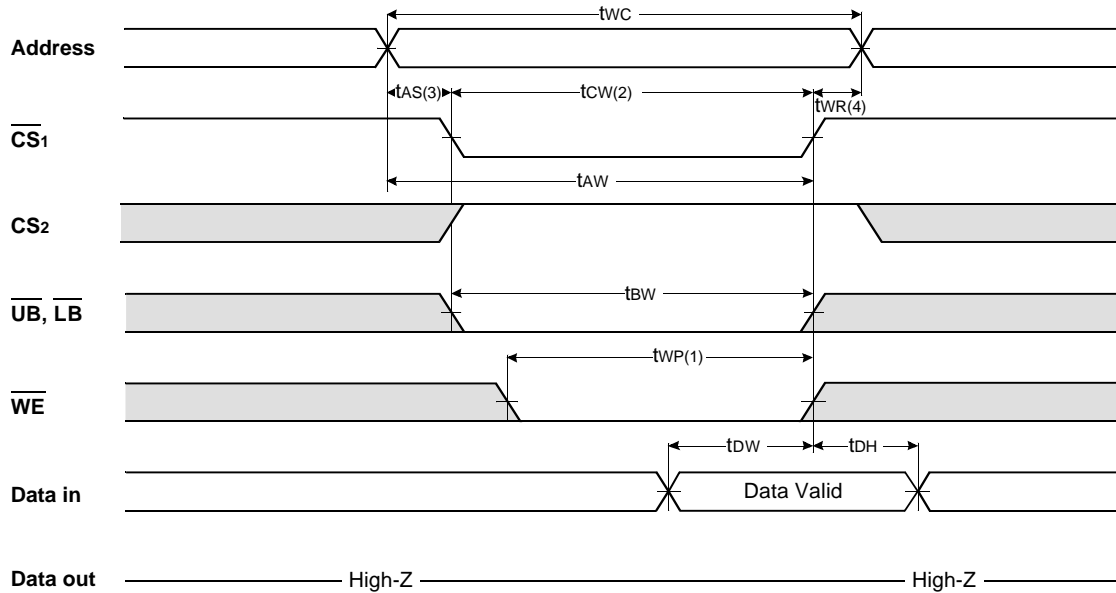 tWC
Address
tAS(3) tCW(2) tWR(4)
CS1
tAW
CS2
tBW
UB, LB
tWP(1)
WE
tDW tDH
Data in Data Valid
Data out High-Z High-Z